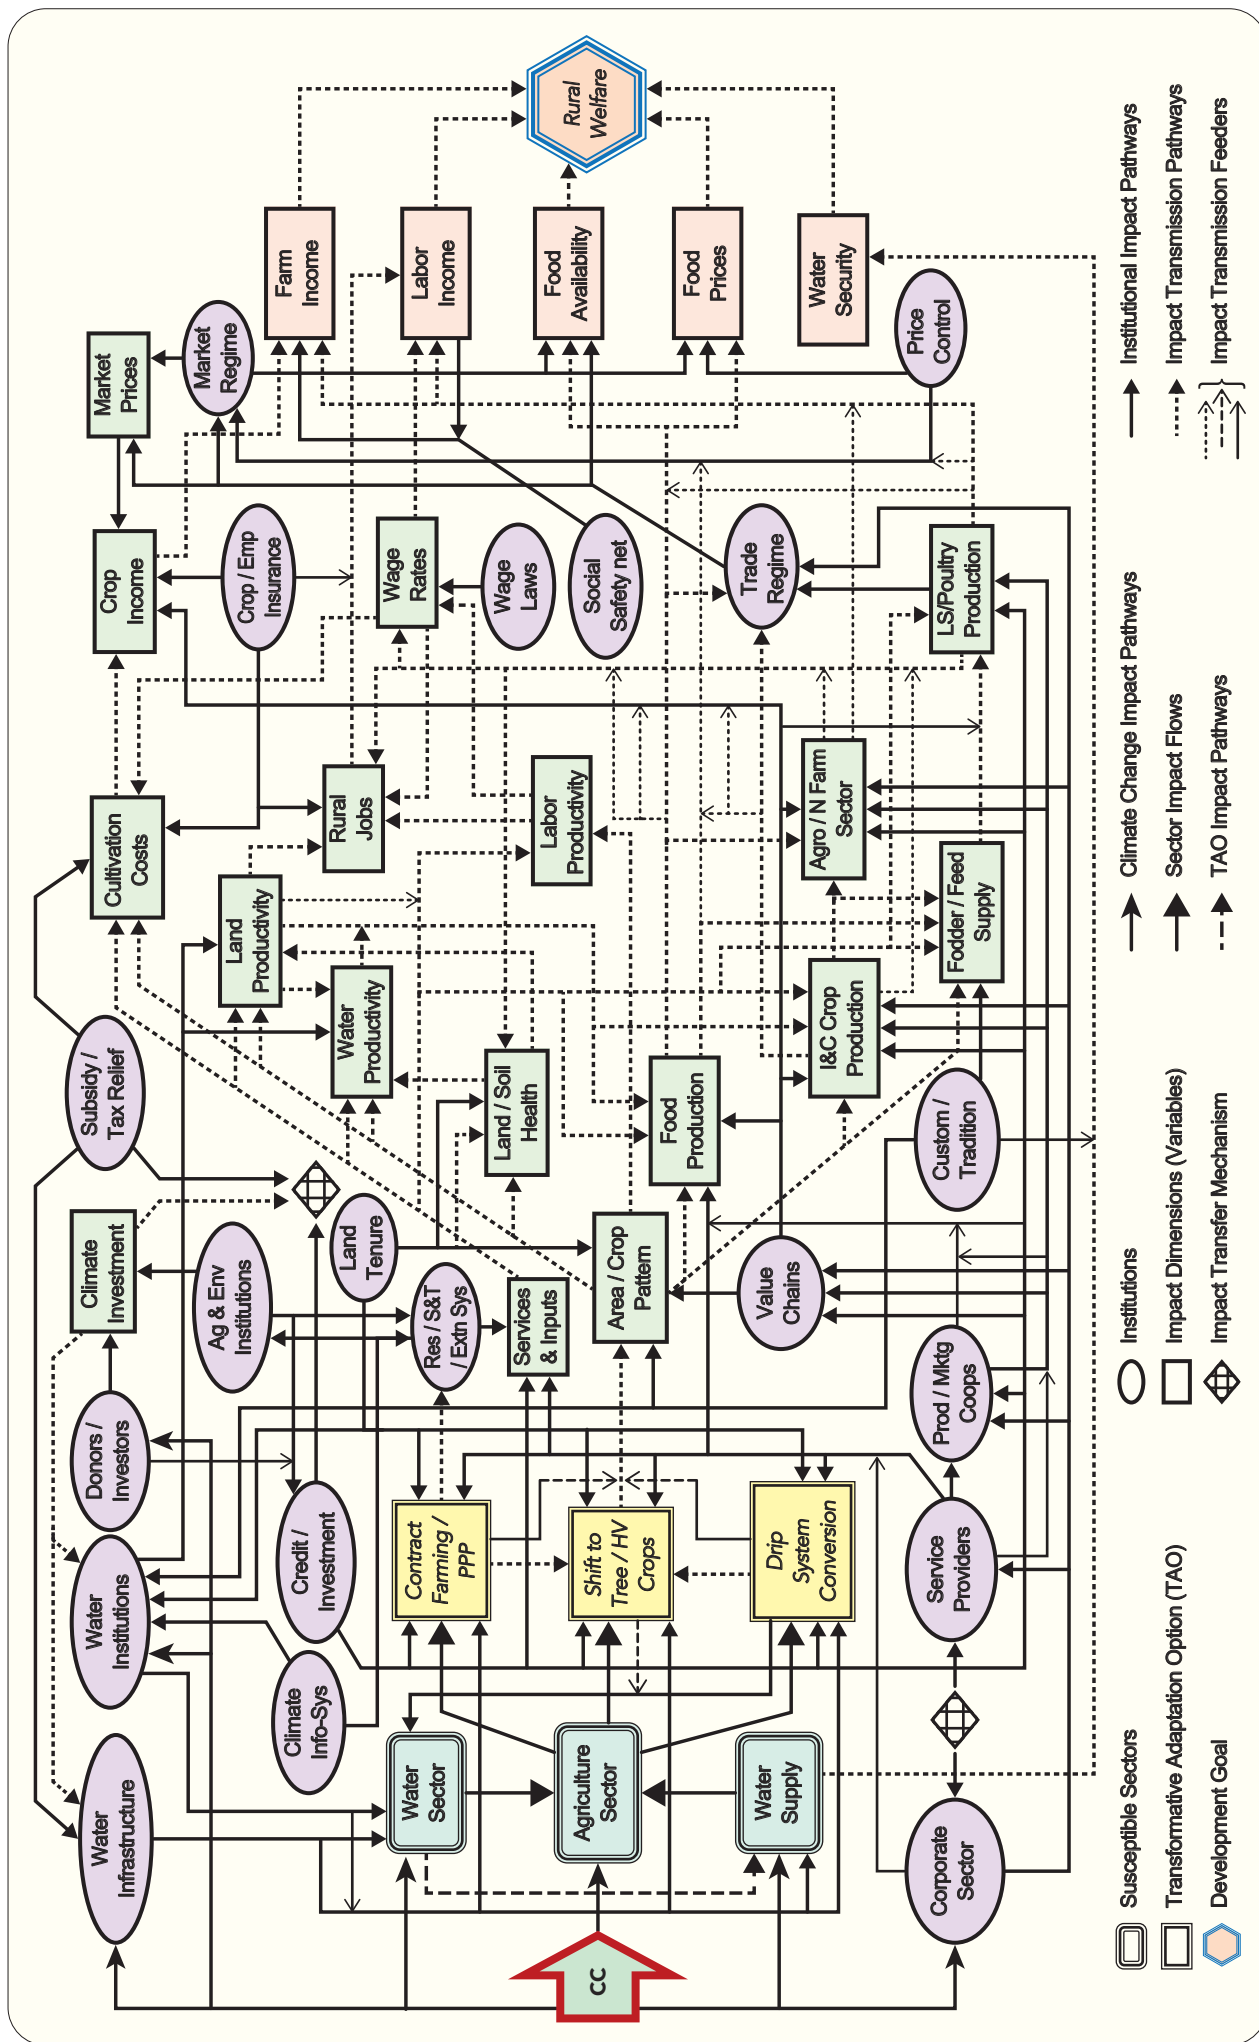 Water
Infrastructure
Water
Institutions
Donors /
Investors
Climate
Investment
Subsidy /
Tax Relief
Cultivation
Costs
Crop
Income
Market
Prices
Market
Regime
Crop / Emp
Insurance
Land
Productivity
Ag & Env
Institutions
Credit /
Investment
Climate
Info-Sys
Land
Tenure
Water
Productivity
Rural
Jobs
Wage
Rates
Farm
Income
Labor
Income
Wage
Laws
Res / S&T
/ Extn Sys
Contract
Farming /
PPP
Water
Sector
Services
& Inputs
Land / Soil
Health
Labor
Productivity
Social
Safety net
Food
Availability
Rural
Welfare
CC
Agriculture
Sector
Shift to
Tree / HV
Crops
Area / Crop
Pattern
Food
Production
Trade
Regime
Food
Prices
Water
Supply
Drip
System
Conversion
Value
Chains
I&C Crop
Production
Agro / N Farm
Sector
Water
Security
Corporate
Sector
Service
Providers
Prod / Mktg
Coops
Custom /
Tradition
Fodder / Feed
Supply
LS/Poultry
Production
Price
Control
Susceptible Sectors
Transformative Adaptation Option (TAO)
Development Goal
Institutions
Impact Dimensions (Variables)
Impact Transfer Mechanism
Climate Change Impact Pathways
Sector Impact Flows
TAO Impact Pathways
Institutional Impact Pathways
Impact Transmission Pathways
Impact Transmission Feeders